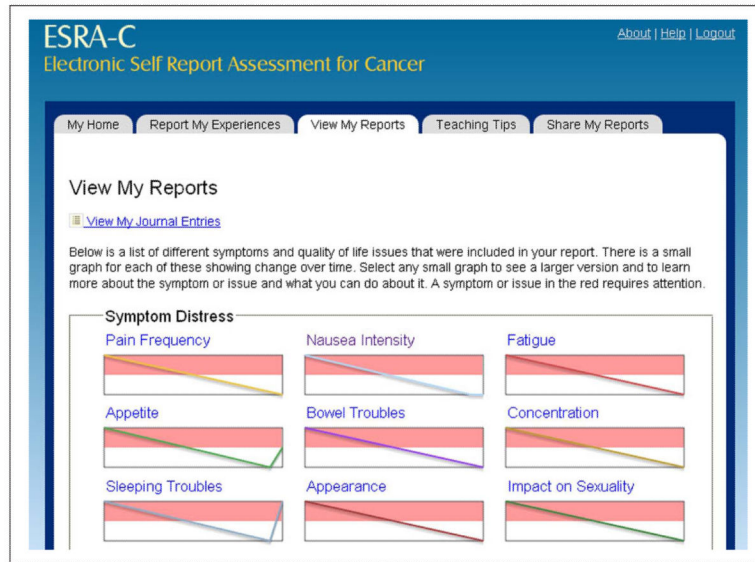 ESRA-C
About | Help | Logout
Electronic Self Report Assessment for Cancer
My Home Report My Experiences View My Reports Teaching Tips Share My Reports
View My Reports
View My Journal Entries
Below is a list of different symptoms and quality of life issues that were included in your report. There is a small
graph for each of these showing change over time. Select any small graph to see a larger version and to learn
more about the symptom or issue and what you can do about it. A symptom or issue in the red requires attention.
Symptom Distress
Pain Frequency Nausea Intensity Fatigue
Appetite Bowel Troubles Concentration
Sleeping Troubles Appearance Impact on Sexuality